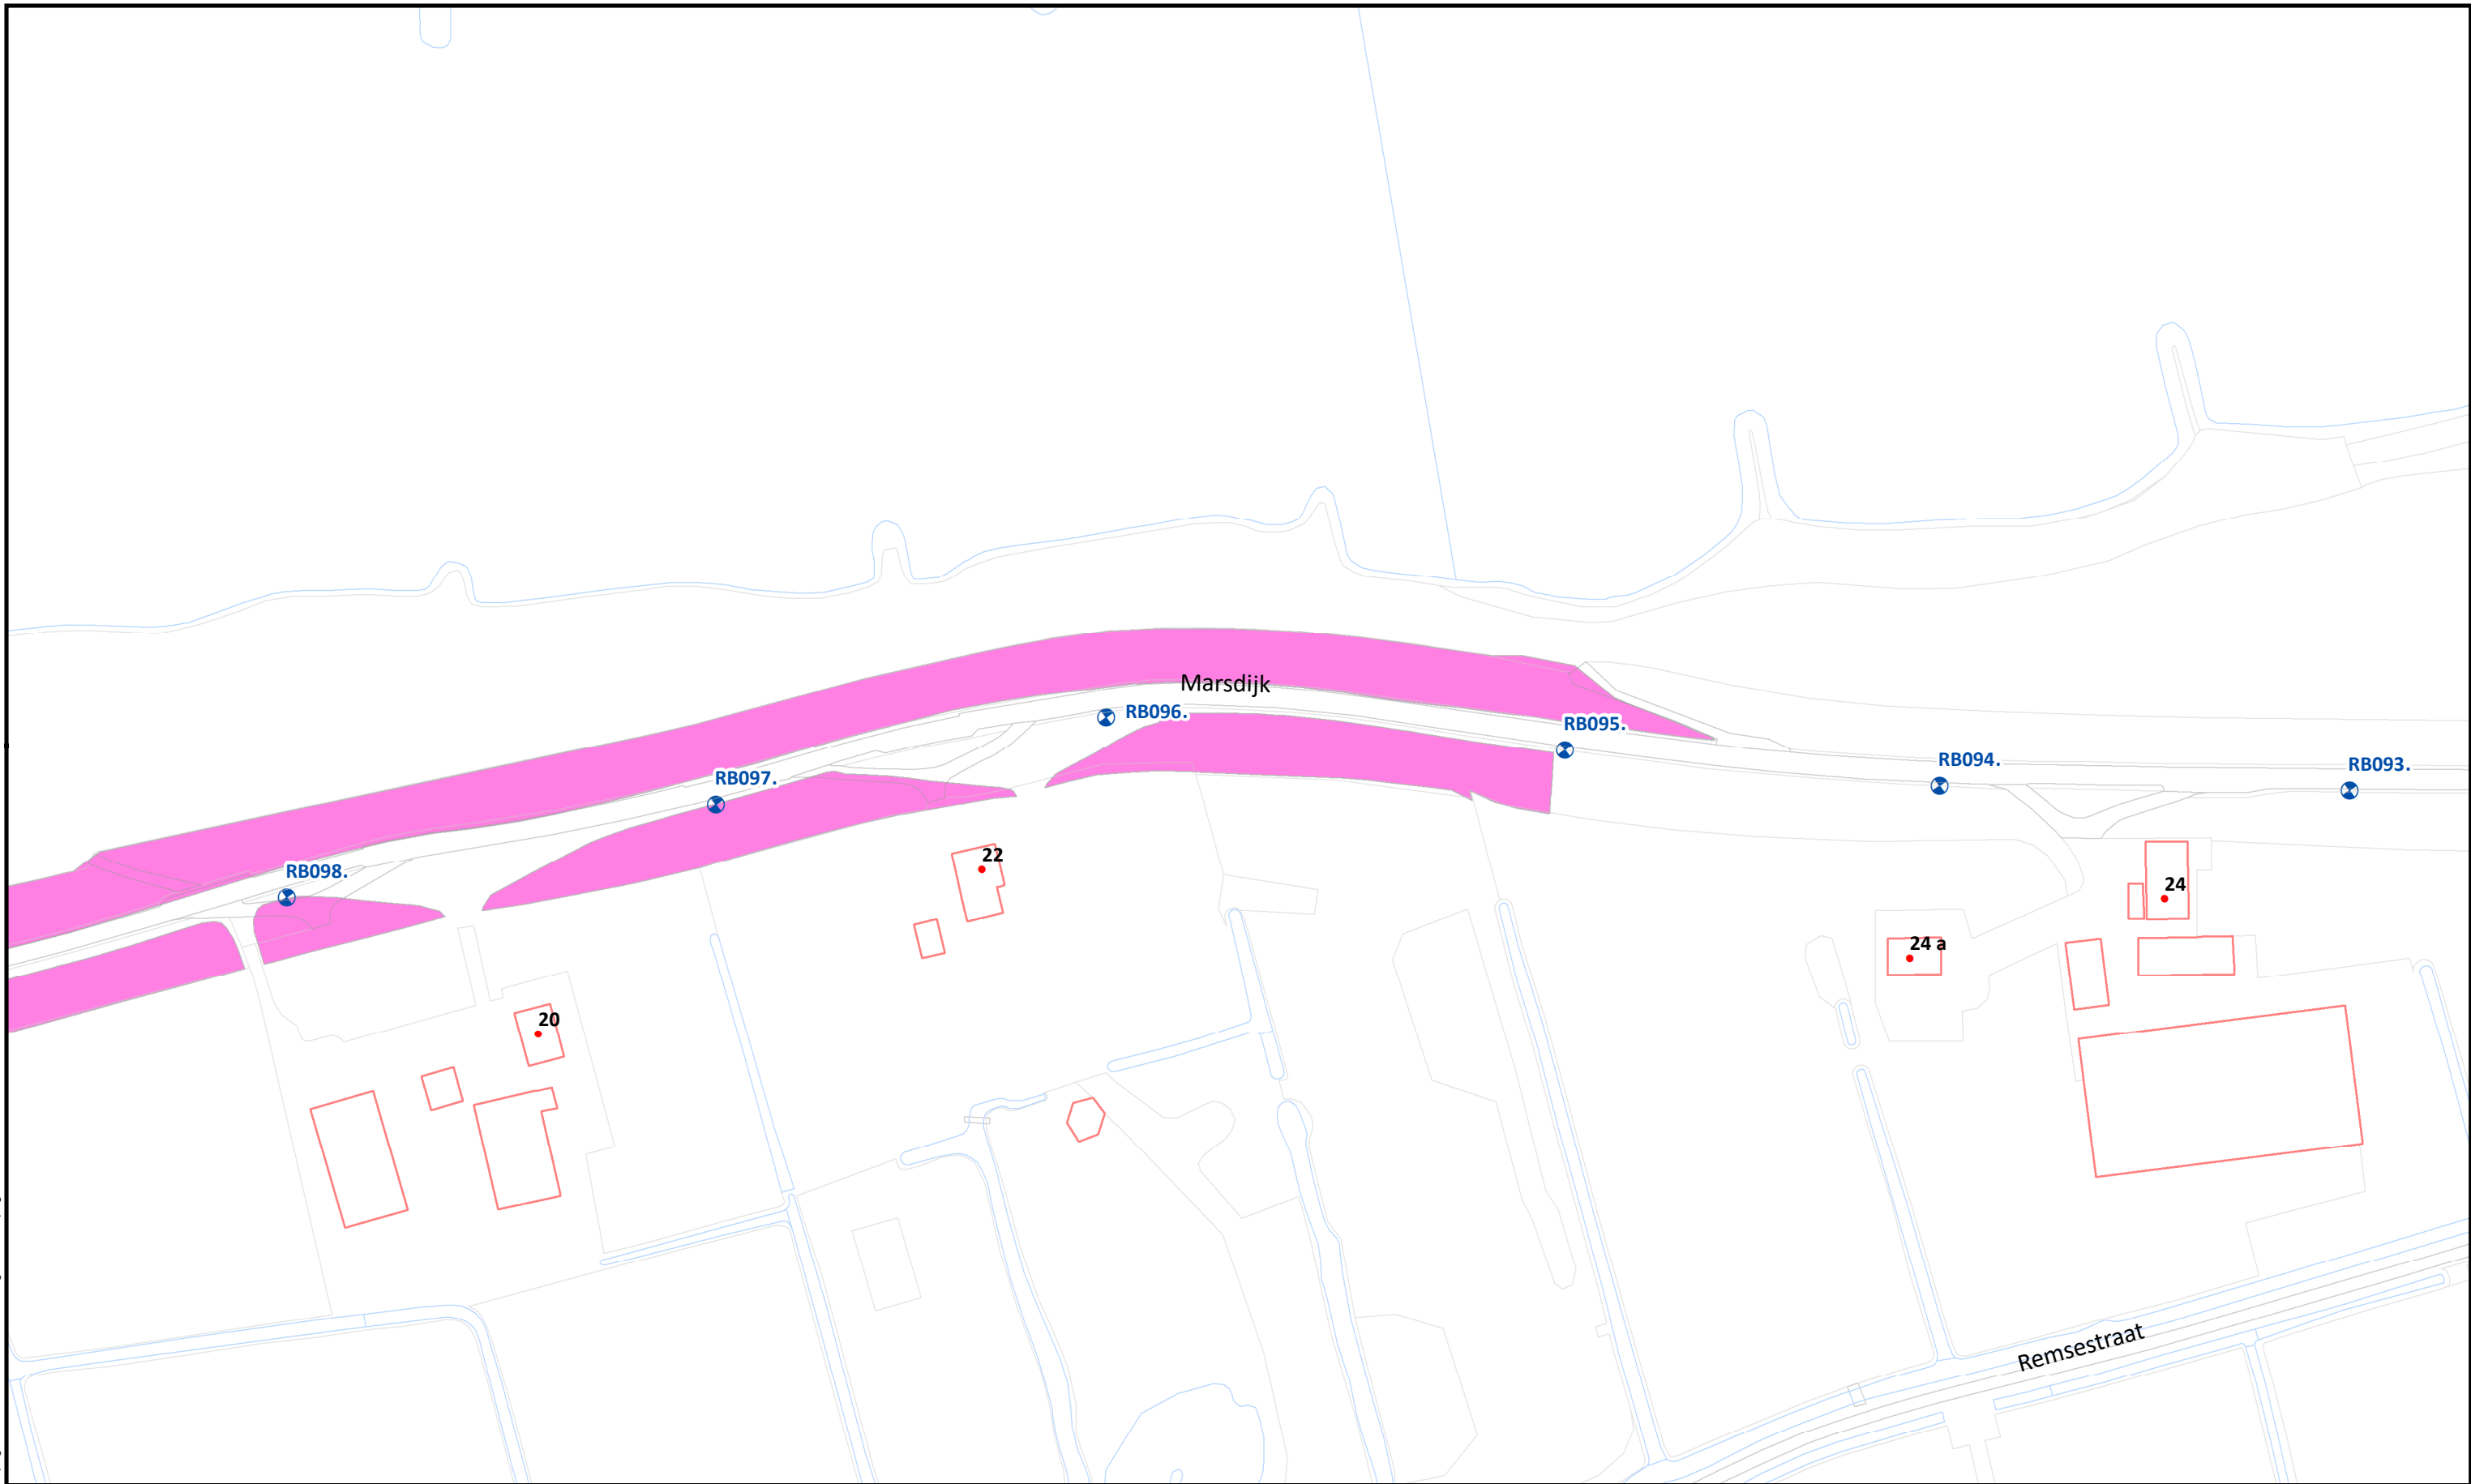 Marsdijk
RB096.
RB095.
RB094.
RB093.
RB097.
RB098.
22
24
24 a
20
Remsestraat